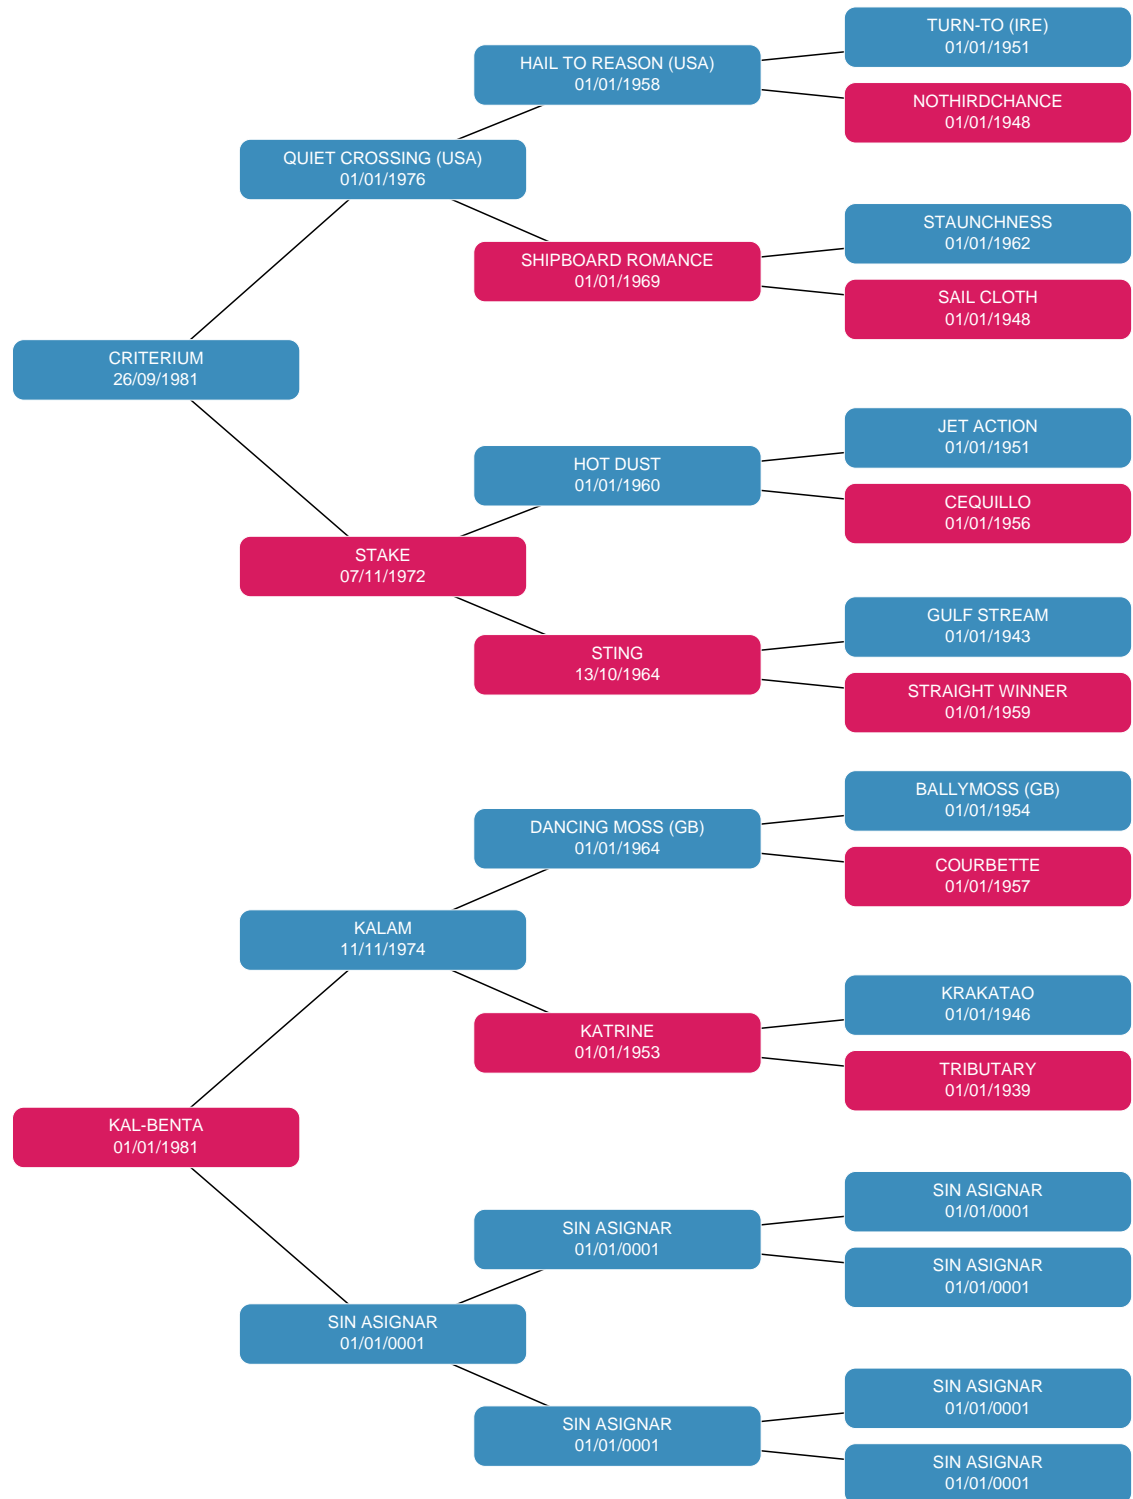 TURN-TO (IRE)
01/01/1951
HAIL TO REASON (USA)
01/01/1958
NOTHIRDCHANCE
01/01/1948
QUIET CROSSING (USA)
01/01/1976
STAUNCHNESS
01/01/1962
SHIPBOARD ROMANCE
01/01/1969
SAIL CLOTH
01/01/1948
CRITERIUM
26/09/1981
JET ACTION
01/01/1951
HOT DUST
01/01/1960
CEQUILLO
01/01/1956
STAKE
07/11/1972
GULF STREAM
01/01/1943
STING
13/10/1964
STRAIGHT WINNER
01/01/1959
BALLYMOSS (GB)
01/01/1954
DANCING MOSS (GB)
01/01/1964
COURBETTE
01/01/1957
KALAM
11/11/1974
KRAKATAO
01/01/1946
KATRINE
01/01/1953
TRIBUTARY
01/01/1939
KAL-BENTA
01/01/1981
SIN ASIGNAR
01/01/0001
SIN ASIGNAR
01/01/0001
SIN ASIGNAR
01/01/0001
SIN ASIGNAR
01/01/0001
SIN ASIGNAR
01/01/0001
SIN ASIGNAR
01/01/0001
SIN ASIGNAR
01/01/0001